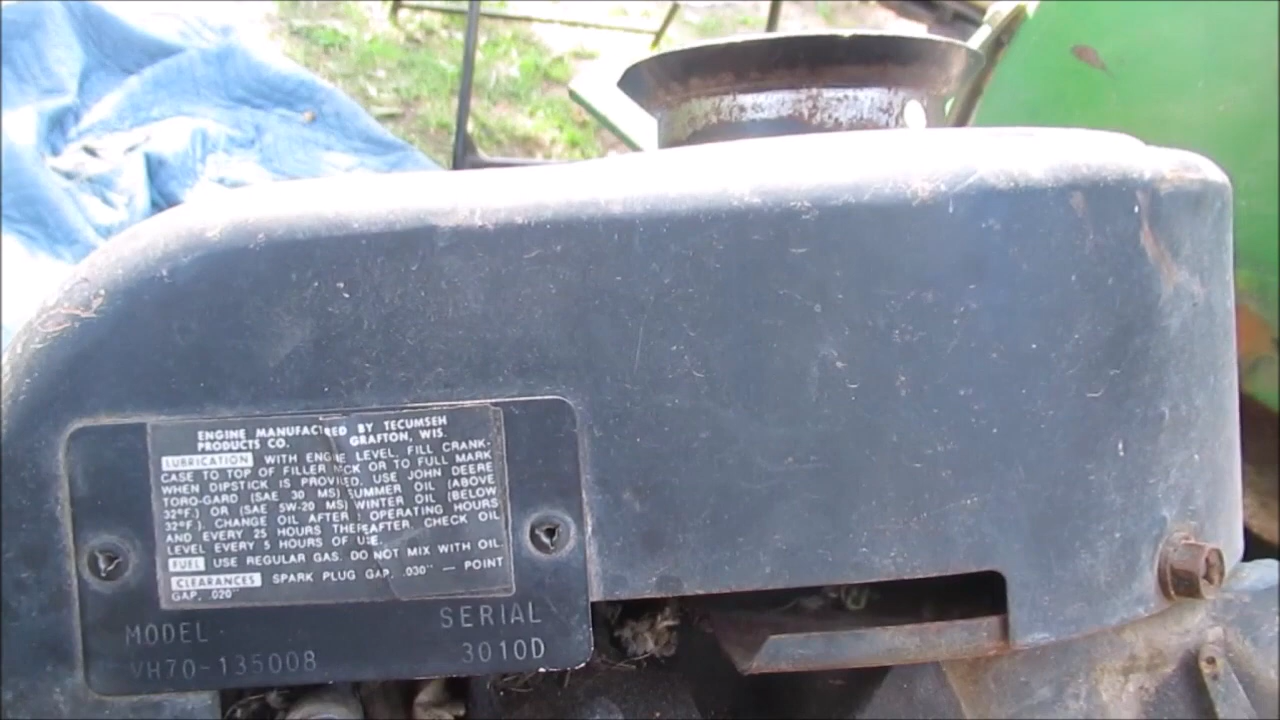 ENGINE MANUFACTRED BY TECUMSEH
PRODUCTS CO. GRAFTON, WIS.
LUBRICATION WITH ENGINE LEVEL, FILL CRANK-
CASE TO TOP OF FILLER NECK OR TO FULL MARK
WHEN DIPSTICK IS PROVIDED. USE JOHN DEERE
TORO-GARD (SAE 30 MS) SUMMER OIL (ABOVE
32°F.) OR (SAE 5W-20 MS) WINTER OIL (BELOW
32°F.). CHANGE OIL AFTER OPERATING HOURS
AND EVERY 25 HOURS THEREAFTER. CHECK OIL
LEVEL EVERY 5 HOURS OF USE.
FUEL USE REGULAR GAS. DO NOT MIX WITH OIL.
CLEARANCES SPARK PLUG GAP, .030" — POINT
GAP, .020"
MODEL SERIAL
VH70-135008 3010D